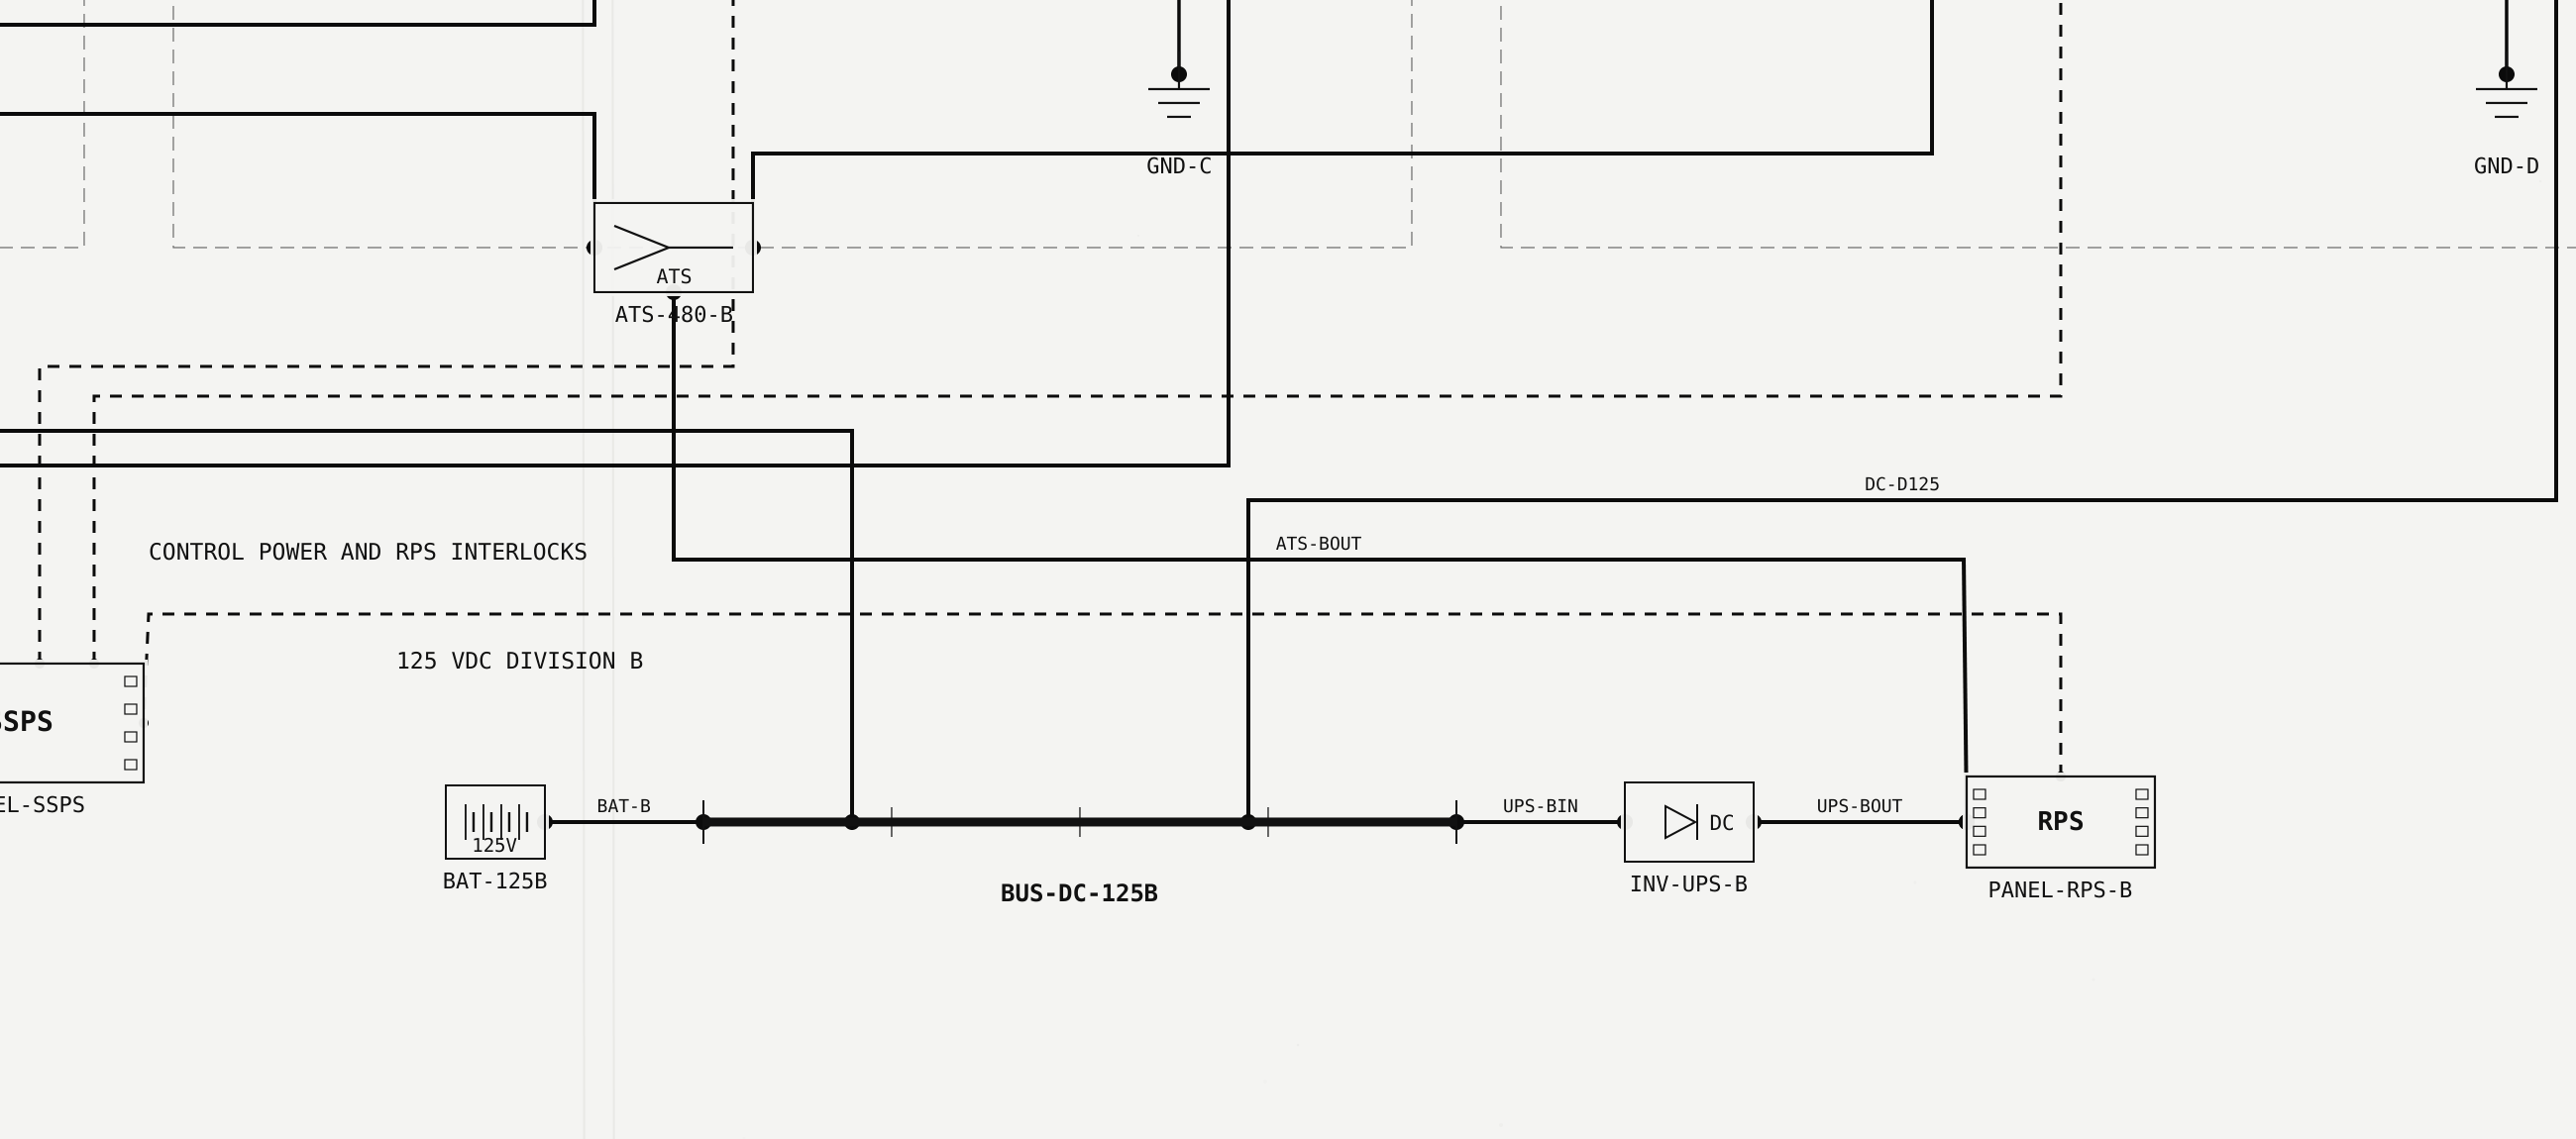 GND-C
GND-D
ATS
ATS-480-B
DC-D125
ATS-BOUT
CONTROL POWER AND RPS INTERLOCKS
125 VDC DIVISION B
SPS
EL-SSPS
BAT-B
UPS-BIN
UPS-BOUT
125V
DC
RPS
BAT-125B
BUS-DC-125B
INV-UPS-B
PANEL-RPS-B